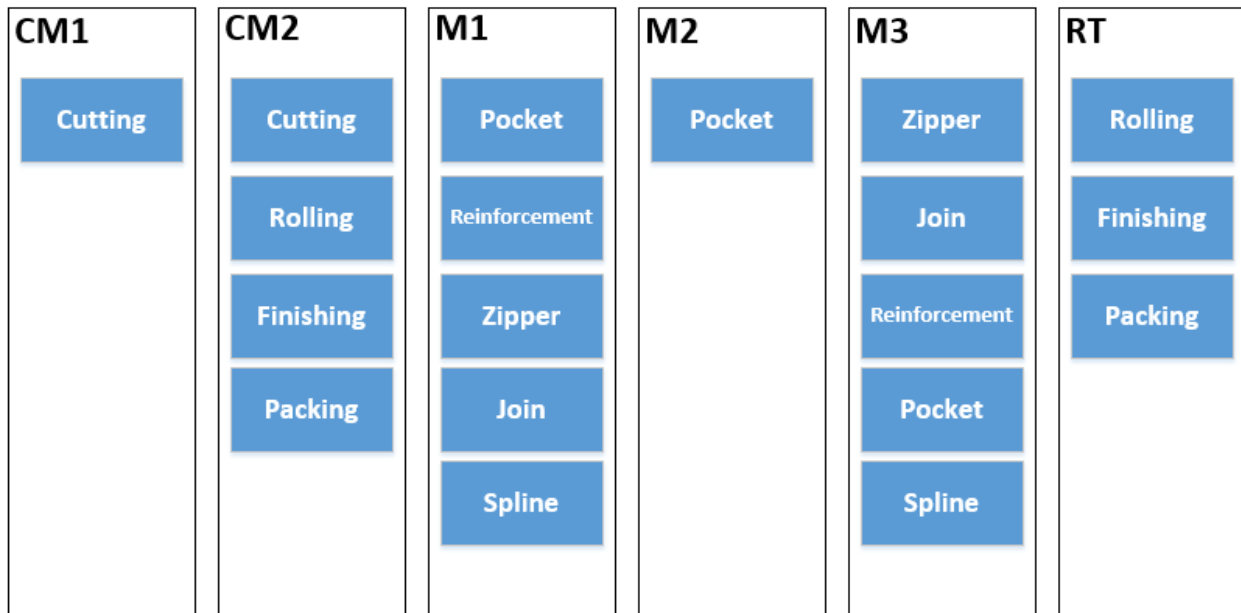 CM1
Cutting
CM2
Cutting
Rolling
Finishing
Packing
M1
Pocket
Reinforcement
Zipper
Join
Spline
M2
Pocket
M3
Zipper
Join
Reinforcement
Pocket
Spline
RT
Rolling
Finishing
Packing